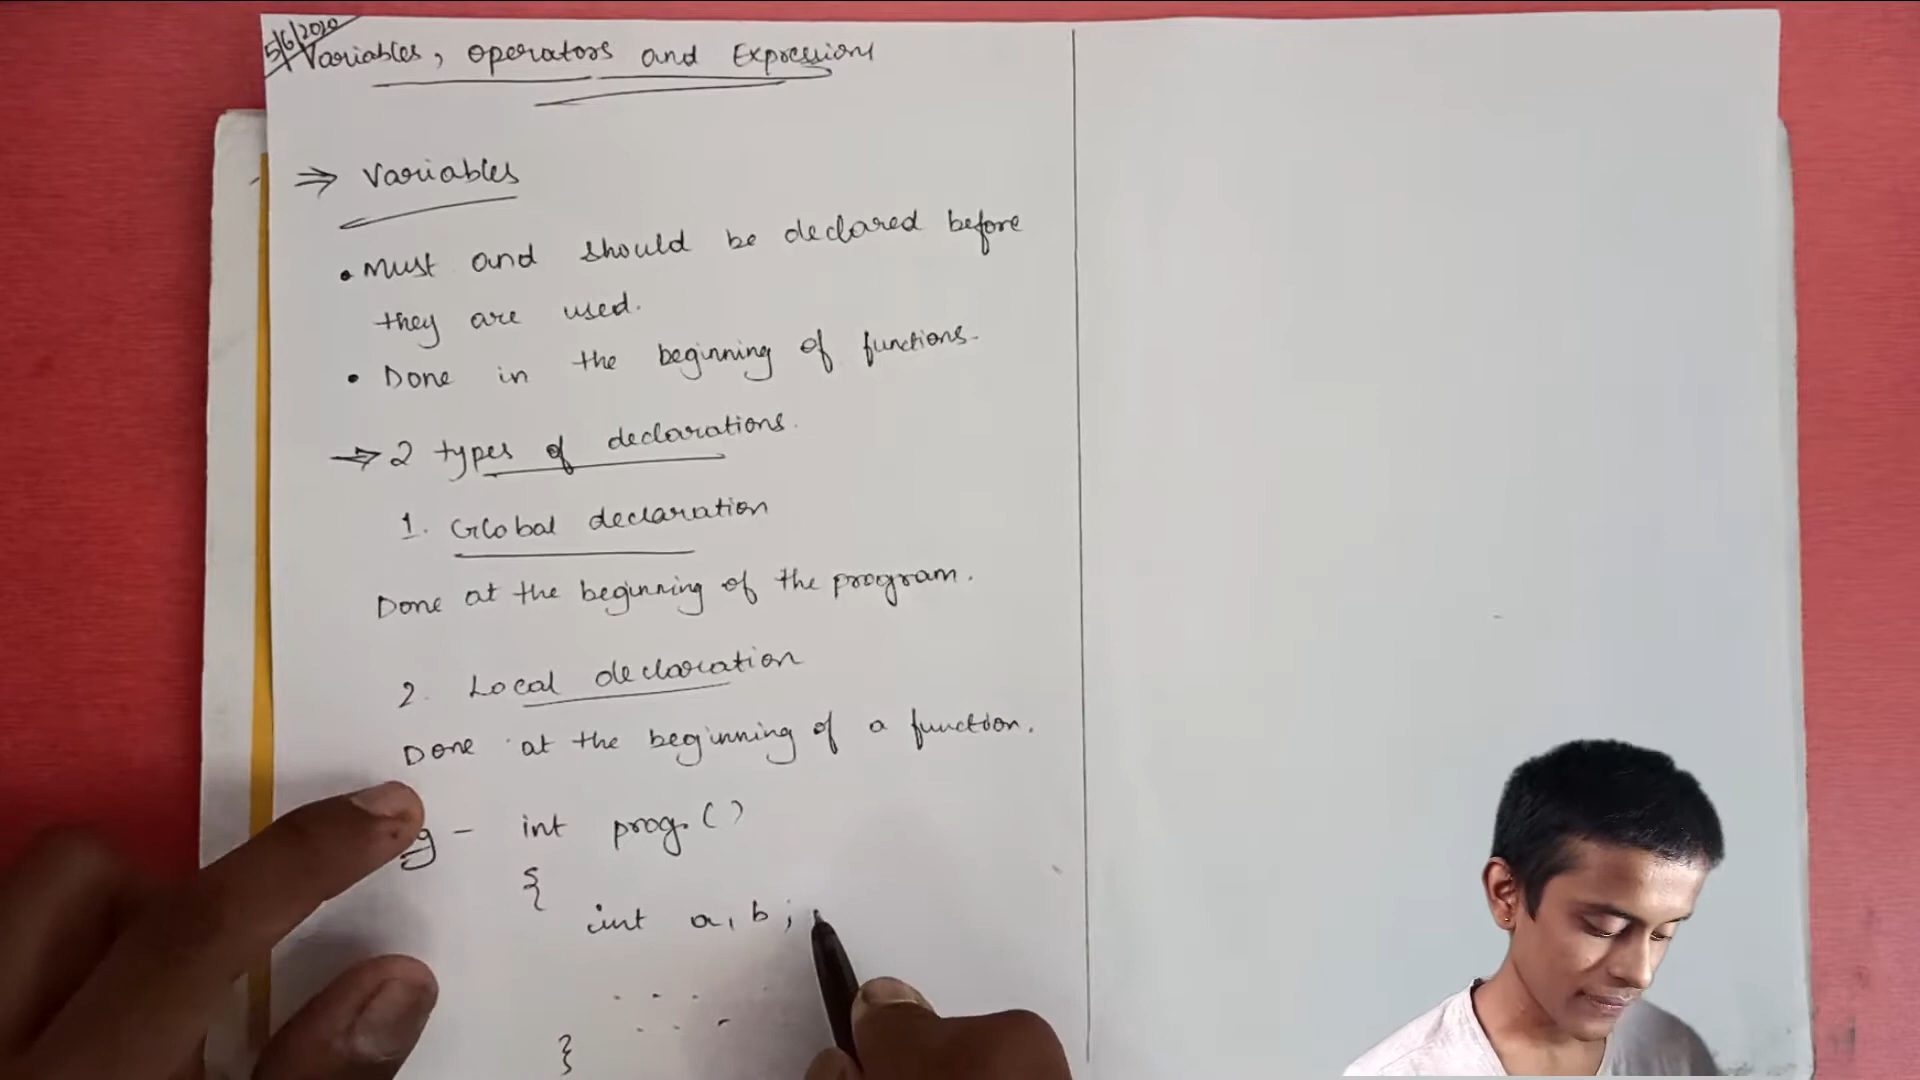 5/6/2020
Variables, operators and Expressions
⇒ Variables
• Must and should be declared before
they are used.
• Done in the beginning of functions.
⇒ 2 types of declarations.
1. Global declaration
Done at the beginning of the program.
2. Local declaration
Done at the beginning of a function.
Eg - int prog.()
{
int a, b;
. . .
. . -
}